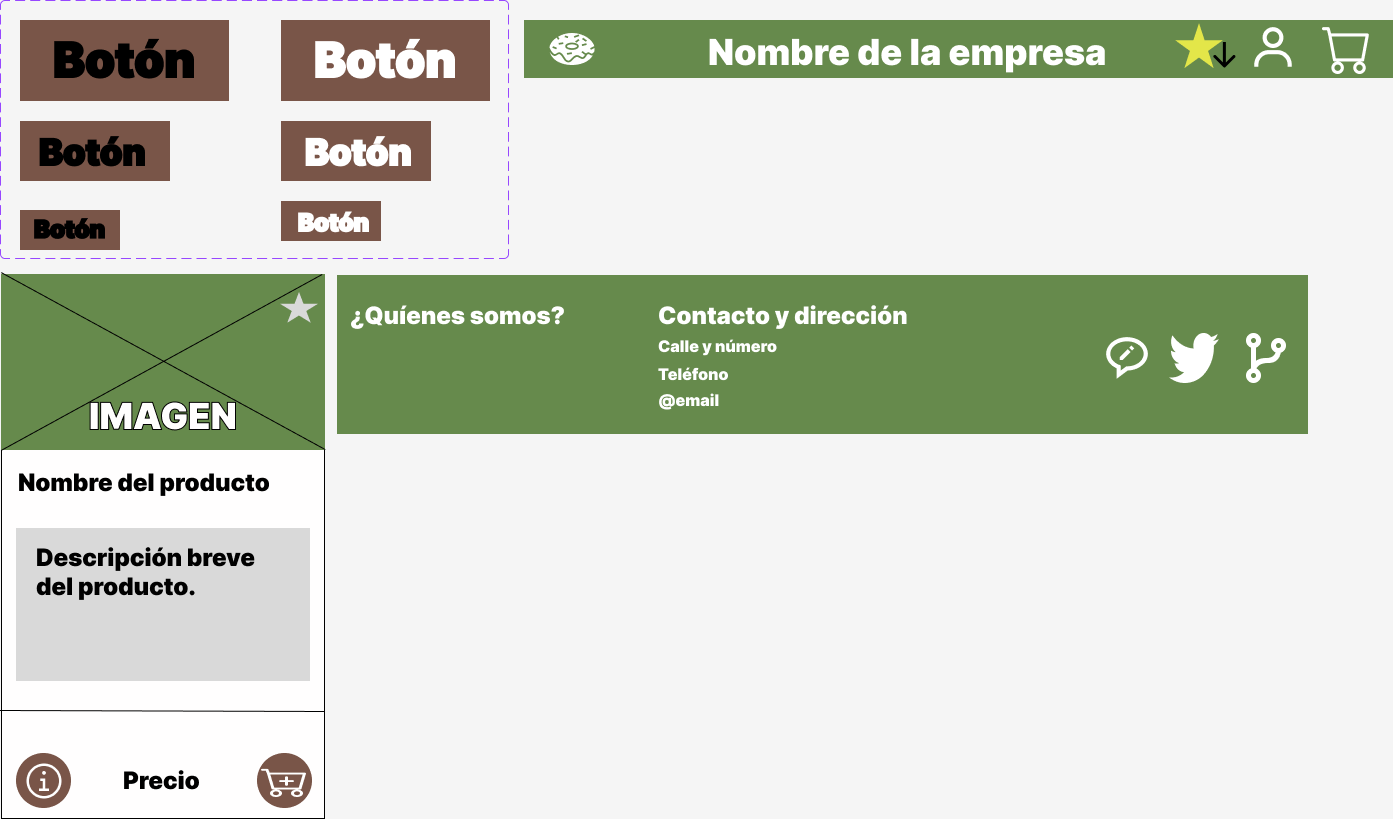 Botón
Botón
Botón
Botón
Botón
Botón
Nombre de la empresa
IMAGEN
Nombre del producto
Descripción breve
del producto.
Precio
¿Quíenes somos?
Contacto y dirección
Calle y número
Teléfono
@email